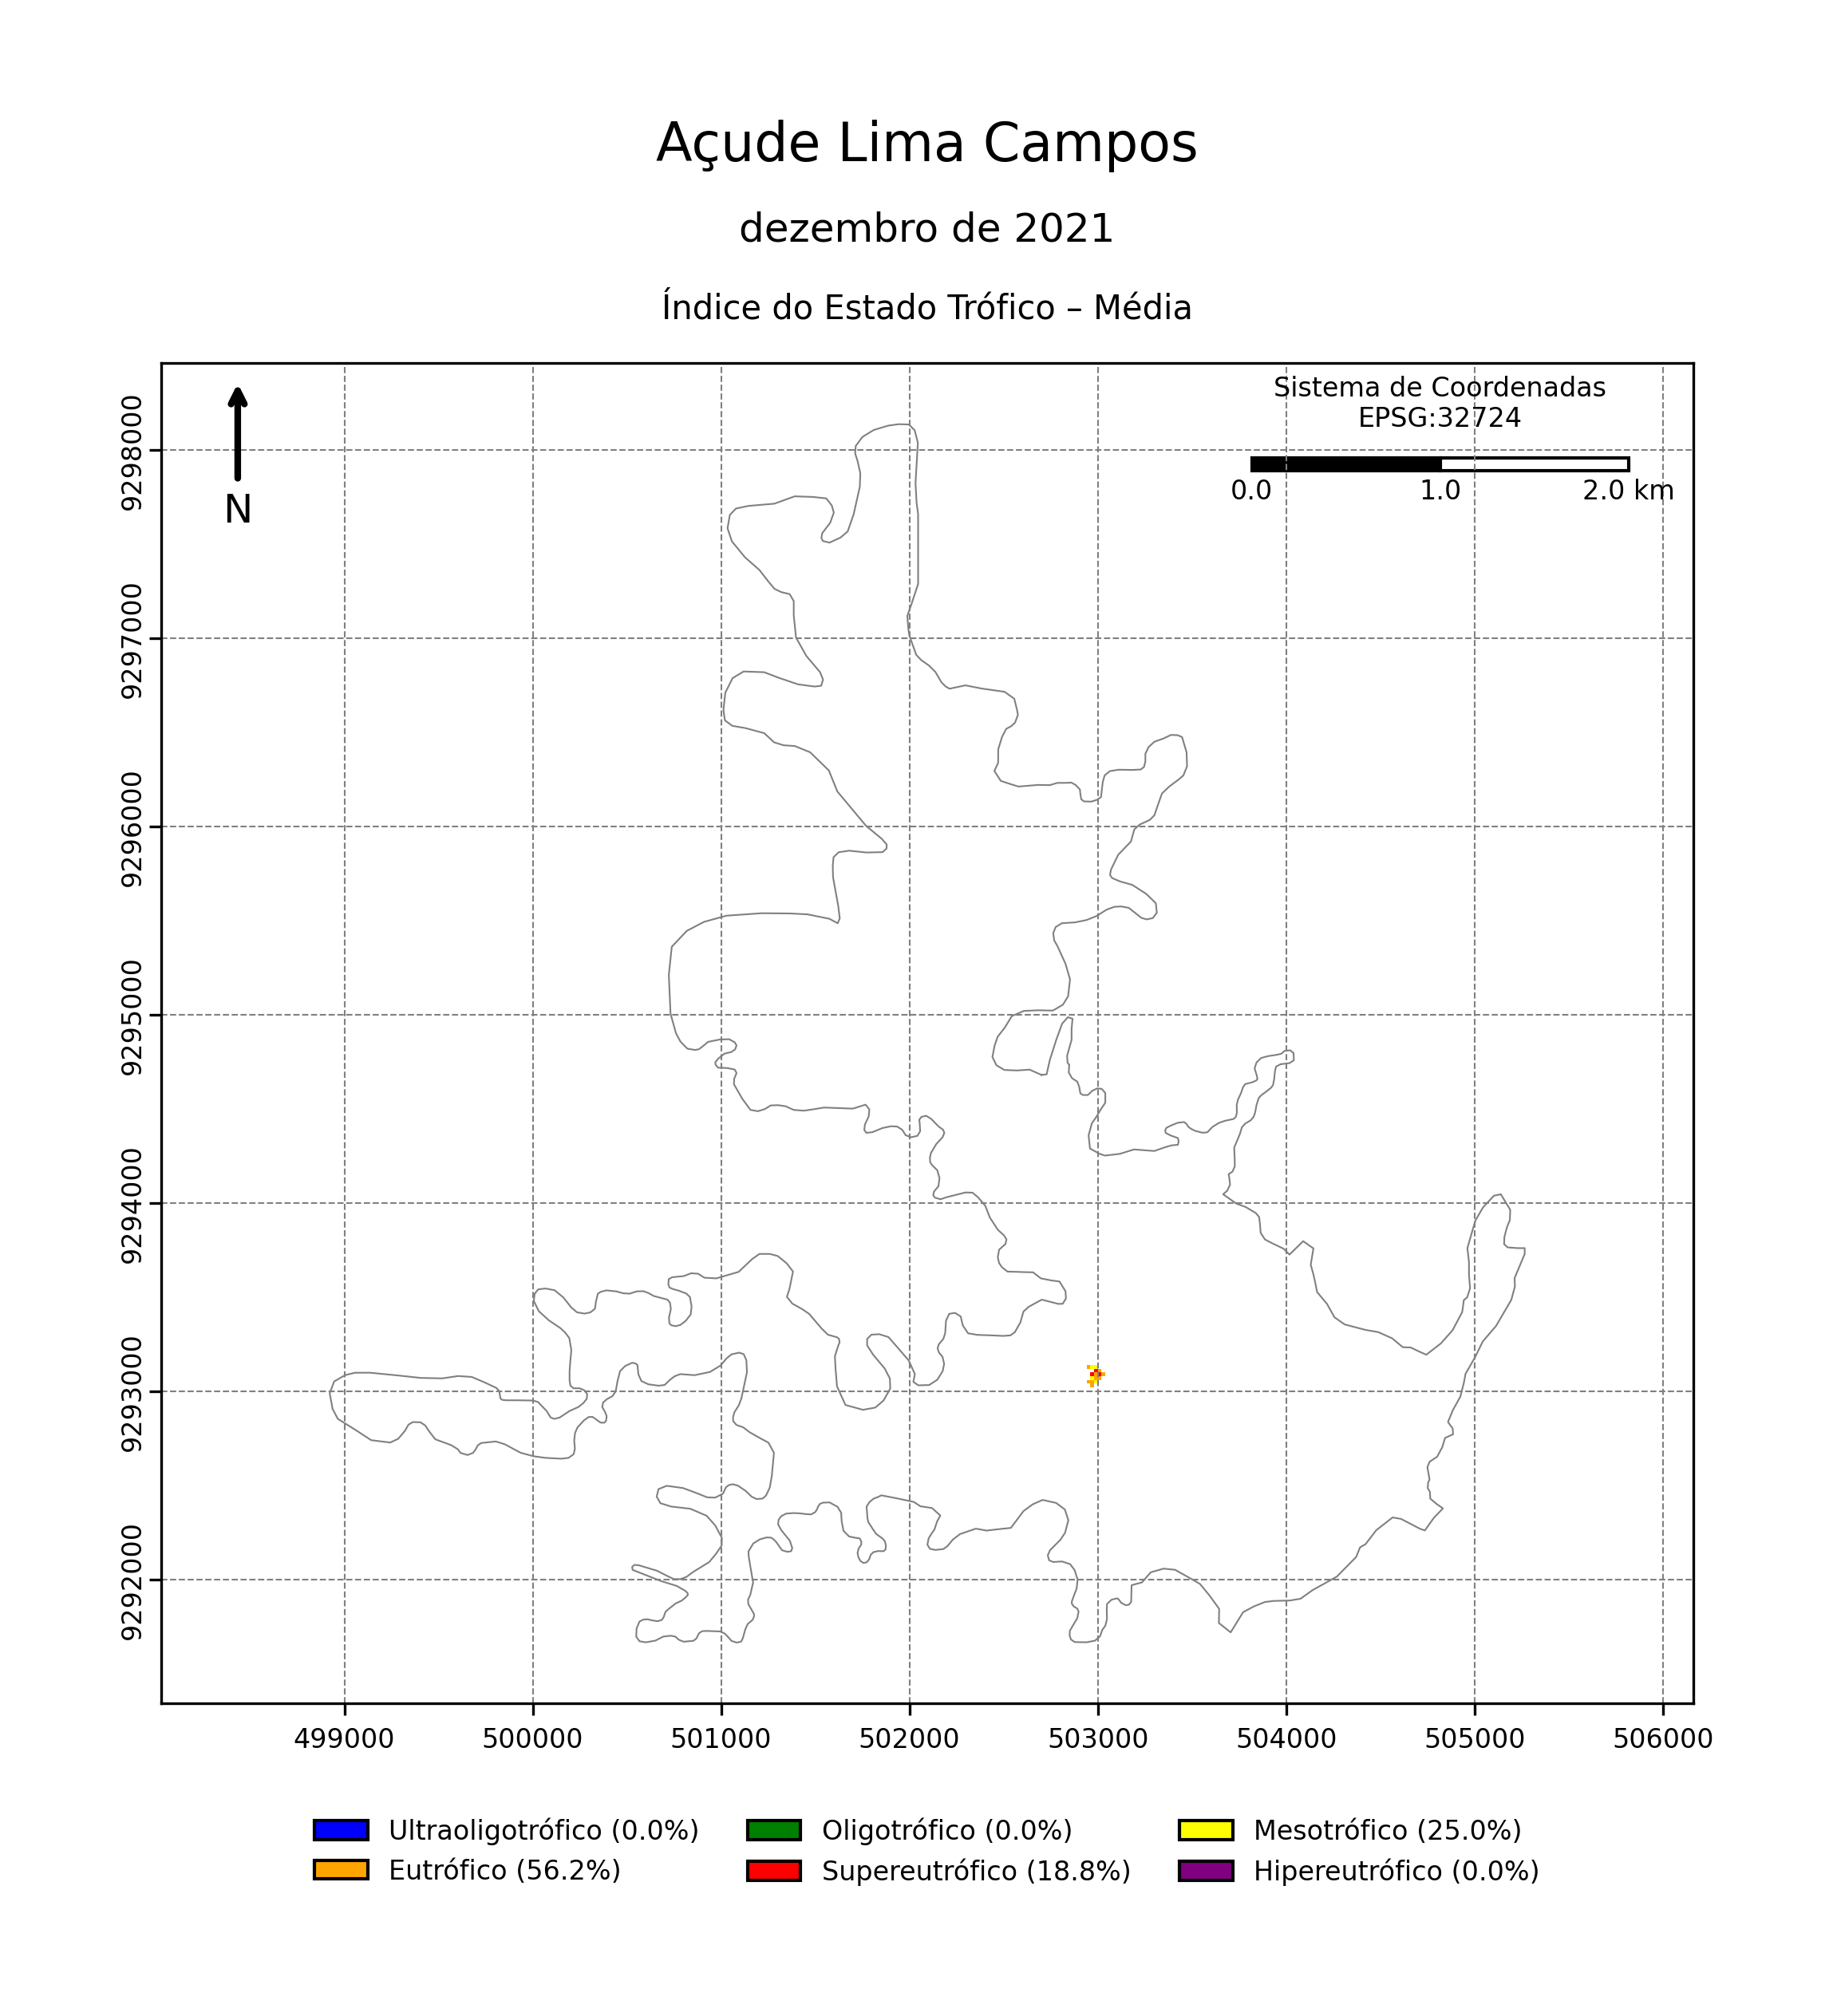 Açude Lima Campos
dezembro de 2021
Índice do Estado Trófico – Média
Sistema de Coordenadas
EPSG:32724
0.0 1.0 2.0 km
N
9298000
9297000
9296000
9295000
9294000
9293000
9292000
499000 500000 501000 502000 503000 504000 505000 506000
Ultraoligotrófico (0.0%) Oligotrófico (0.0%) Mesotrófico (25.0%)
Eutrófico (56.2%) Supereutrófico (18.8%) Hipereutrófico (0.0%)